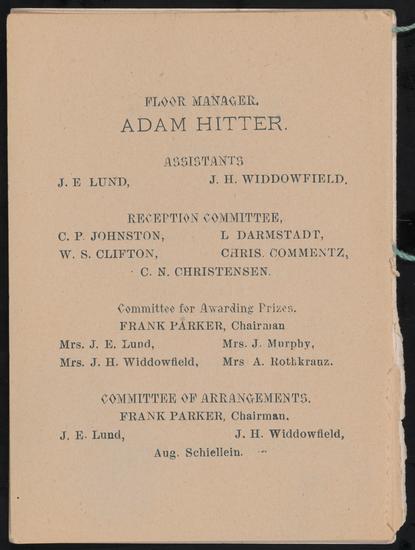 FLOOR MANAGER.
ADAM HITTER.
ASSISTANTS
J. E LUND, J. H. WIDDOWFIELD.
RECEPTION COMMITTEE,
C. P. JOHNSTON, L DARMSTADT,
W. S. CLIFTON, CHRIS. COMMENTZ,
C. N. CHRISTENSEN.
Committee for Awarding Prizes.
FRANK PARKER, Chairman
Mrs. J. E. Lund, Mrs. J. Murphy,
Mrs. J. H. Widdowfield, Mrs A. Rothkranz.
COMMITTEE OF ARRANGEMENTS.
FRANK PARKER, Chairman.
J. E. Lund, J. H. Widdowfield,
Aug. Schiellein.